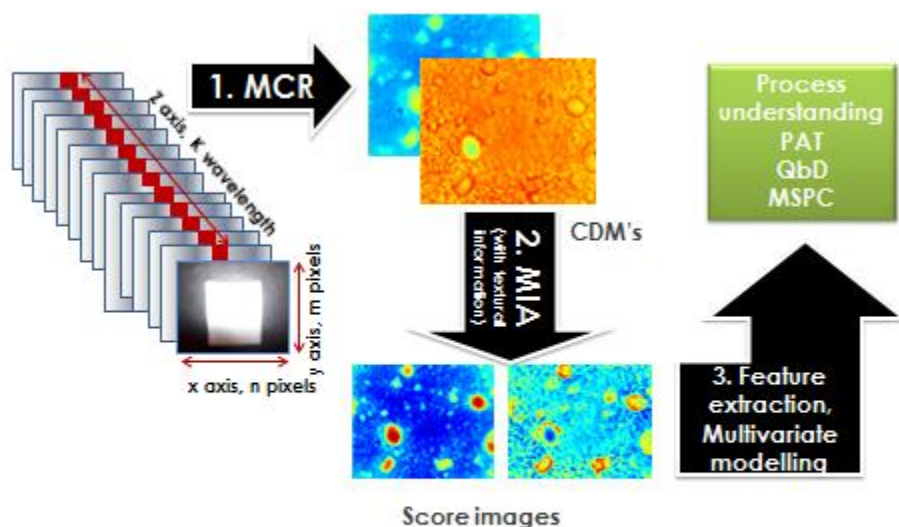 1. MCR
Z axis, K wavelength
y axis, m pixels
x axis, n pixels
CDM's
2. MIA
(with textural
information)
Score images
3. Feature
extraction,
Multivariate
modelling
Process
understanding
PAT
QbD
MSPC